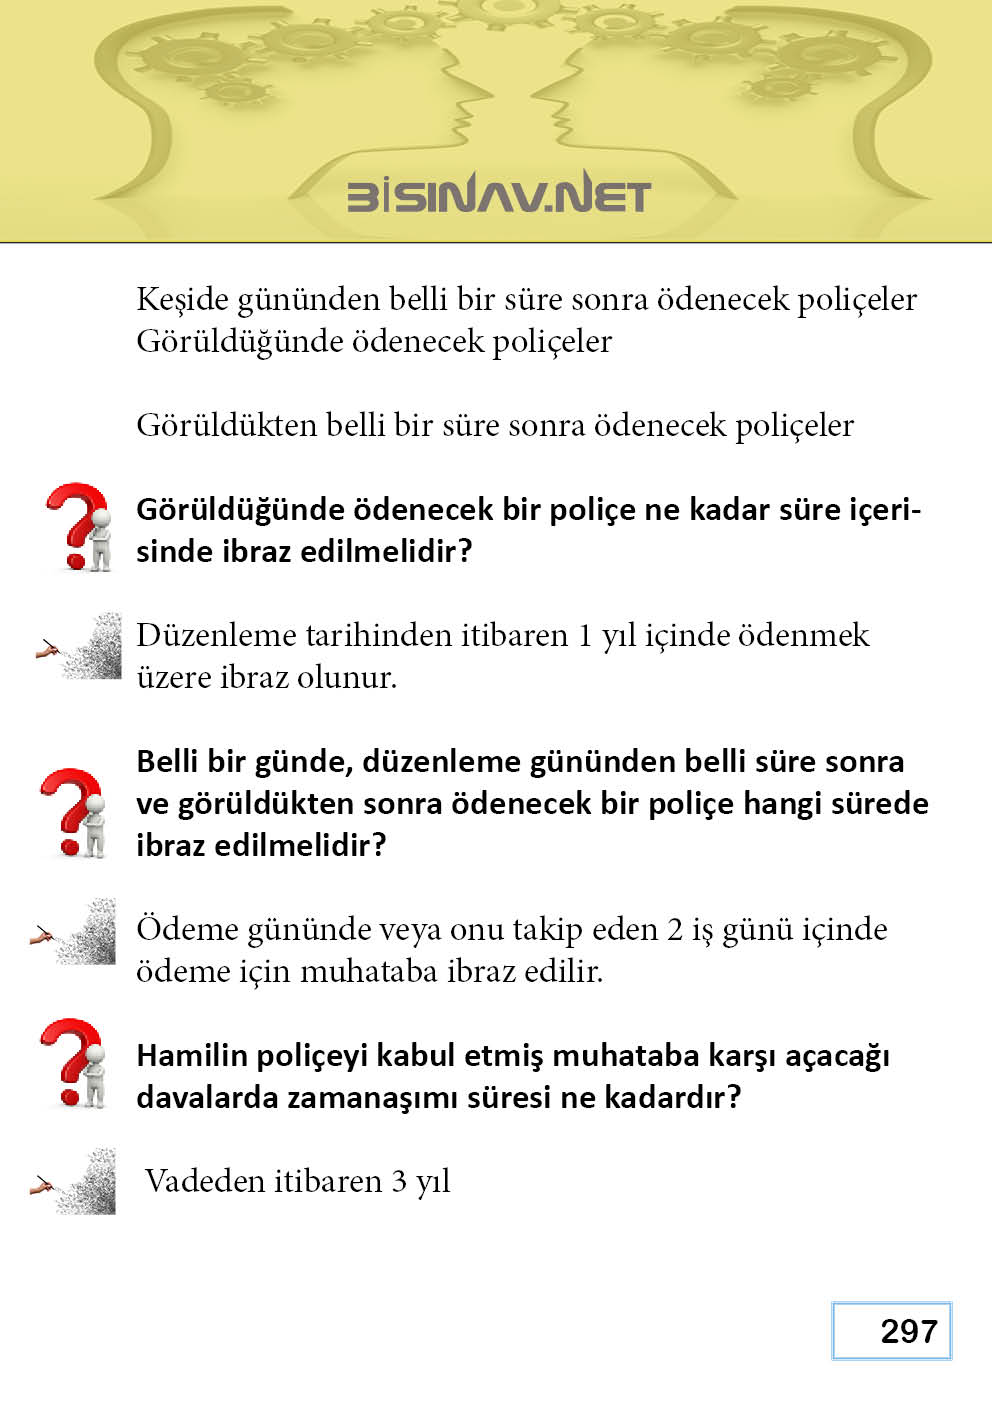 BİSINAV.NET
Keşide gününden belli bir süre sonra ödenecek poliçeler
Görüldüğünde ödenecek poliçeler
Görüldükten belli bir süre sonra ödenecek poliçeler
Görüldüğünde ödenecek bir poliçe ne kadar süre içeri-
sinde ibraz edilmelidir?
Düzenleme tarihinden itibaren 1 yıl içinde ödenmek
üzere ibraz olunur.
Belli bir günde, düzenleme gününden belli süre sonra
ve görüldükten sonra ödenecek bir poliçe hangi sürede
ibraz edilmelidir?
Ödeme gününde veya onu takip eden 2 iş günü içinde
ödeme için muhataba ibraz edilir.
Hamilin poliçeyi kabul etmiş muhataba karşı açacağı
davalarda zamanaşımı süresi ne kadardır?
Vadeden itibaren 3 yıl
297